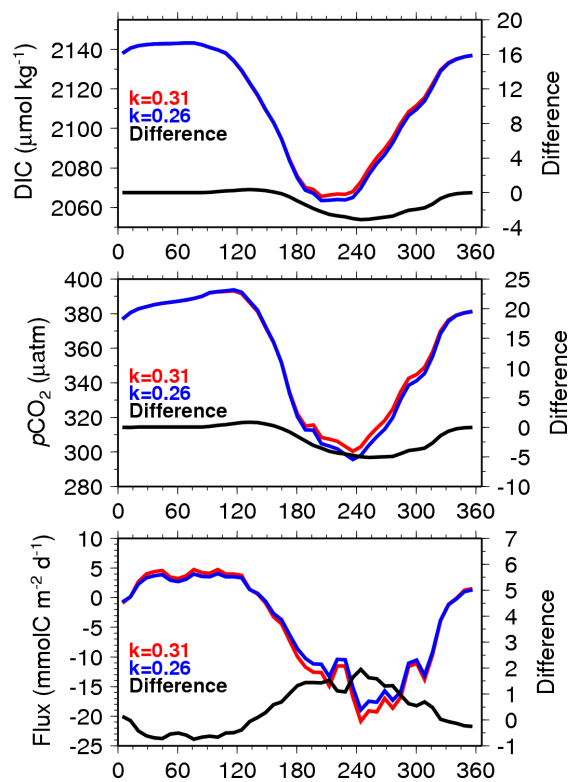 DIC (μmol kg⁻¹)
2140
2120
2100
2080
2060
k=0.31
k=0.26
Difference
20
16
12
8
4
0
-4
Difference
0 60 120 180 240 300 360
pCO₂ (μatm)
400
380
360
340
320
300
280
k=0.31
k=0.26
Difference
25
20
15
10
5
0
-5
-10
Difference
0 60 120 180 240 300 360
Flux (mmolC m⁻² d⁻¹)
10
5
0
-5
-10
-15
-20
-25
k=0.31
k=0.26
Difference
7
6
5
4
3
2
1
0
-1
Difference
0 60 120 180 240 300 360